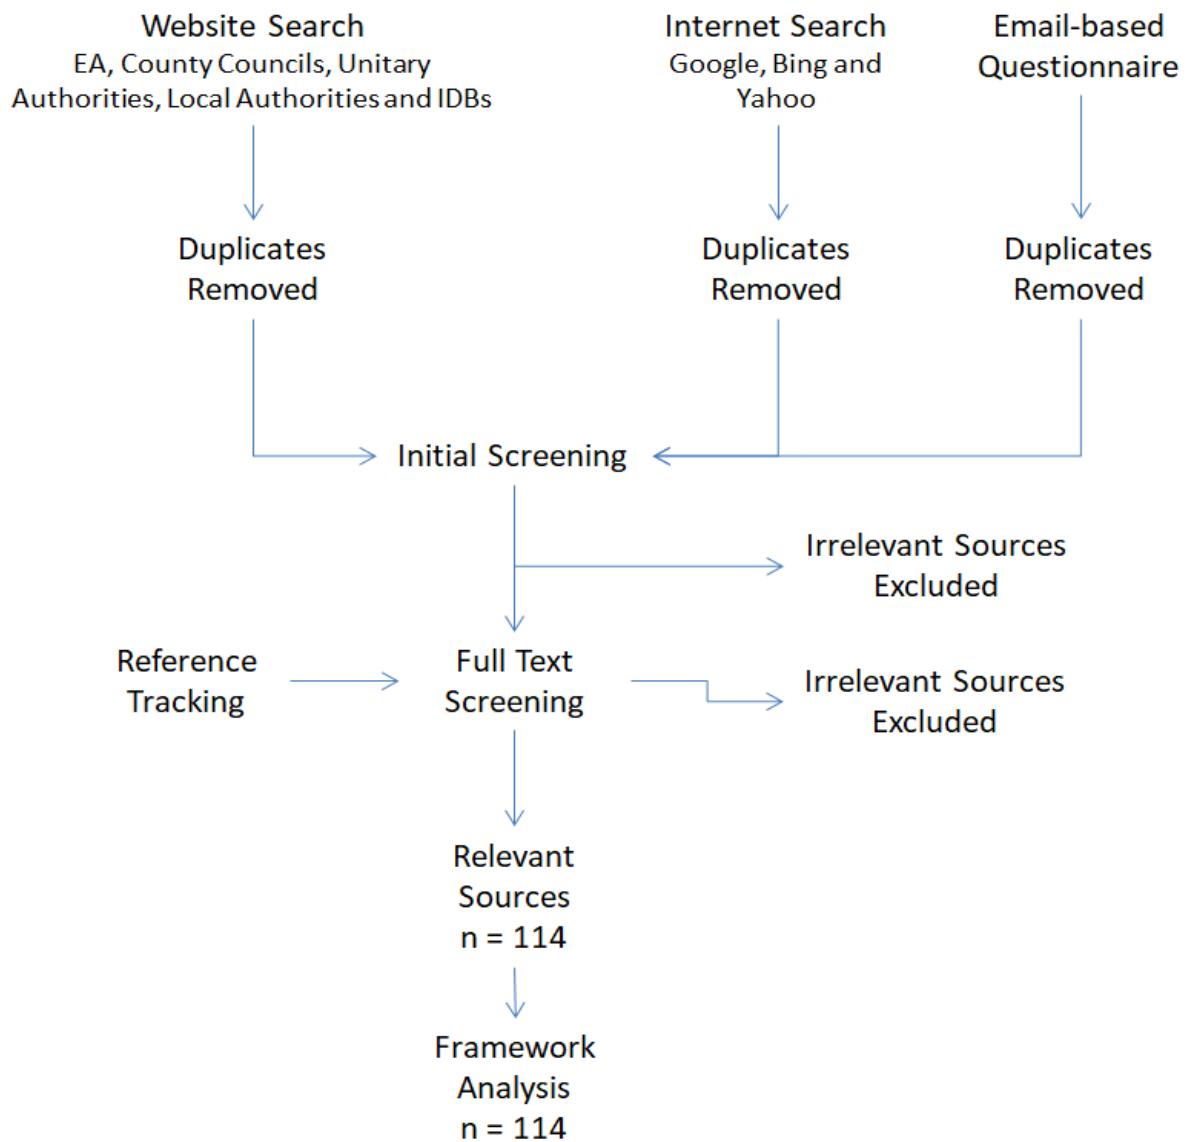 Website Search
EA, County Councils, Unitary
Authorities, Local Authorities and IDBs
Internet Search
Google, Bing and
Yahoo
Email-based
Questionnaire
Duplicates
Removed
Duplicates
Removed
Duplicates
Removed
Initial Screening
Irrelevant Sources
Excluded
Reference
Tracking
Full Text
Screening
Irrelevant Sources
Excluded
Relevant
Sources
n = 114
Framework
Analysis
n = 114